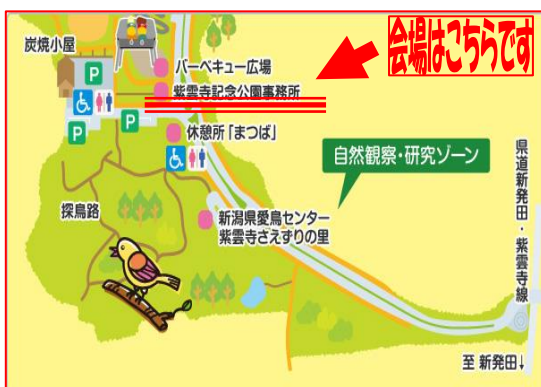 会場はこちらです
炭焼小屋
P
バーベキュー広場
紫雲寺記念公園事務所
P
P
休憩所「まつば」
自然観察・研究ゾーン
県道新発田・紫雲寺線
探鳥路
新潟県愛鳥センター
紫雲寺さえずりの里
至 新発田↓